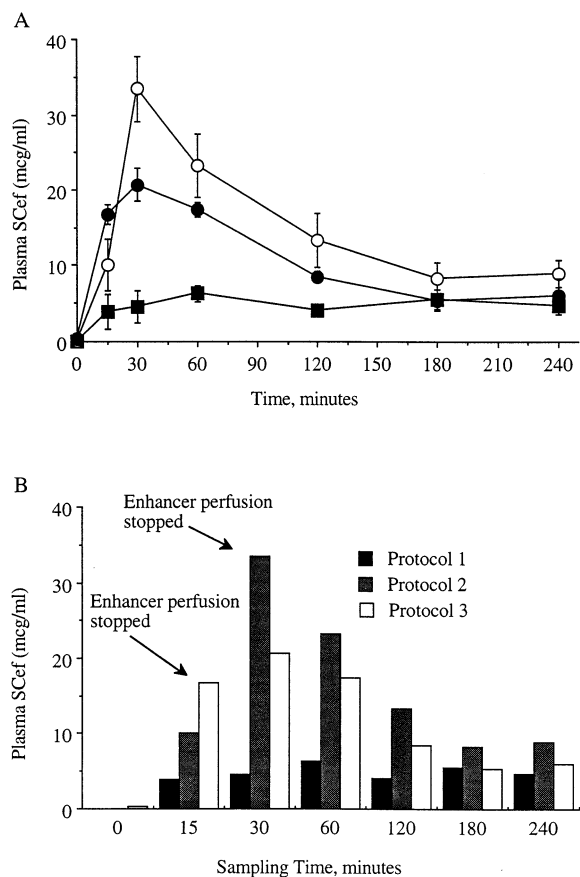 A
Plasma SCef (mcg/ml)
40
30
20
10
0
0 30 60 90 120 150 180 210 240
Time, minutes
B
Plasma SCef (mcg/ml)
40
30
20
10
0
Enhancer perfusion
stopped
Enhancer perfusion
stopped
Protocol 1
Protocol 2
Protocol 3
0 15 30 60 120 180 240
Sampling Time, minutes